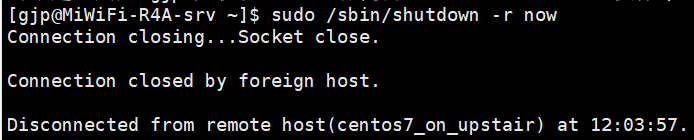 [gjp@MiWiFi-R4A-srv ~]$ sudo /sbin/shutdown -r now
Connection closing...Socket close.
Connection closed by foreign host.
Disconnected from remote host(centos7_on_upstair) at 12:03:57.